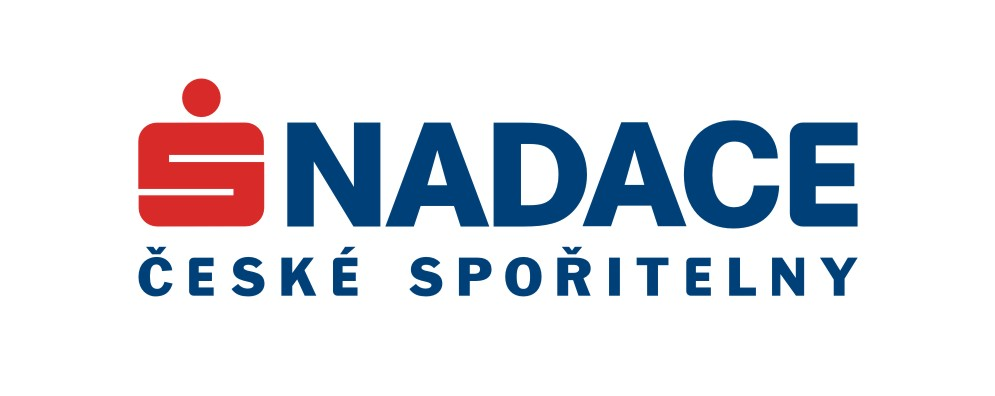 NADACE
ČESKÉ SPOŘITELNY